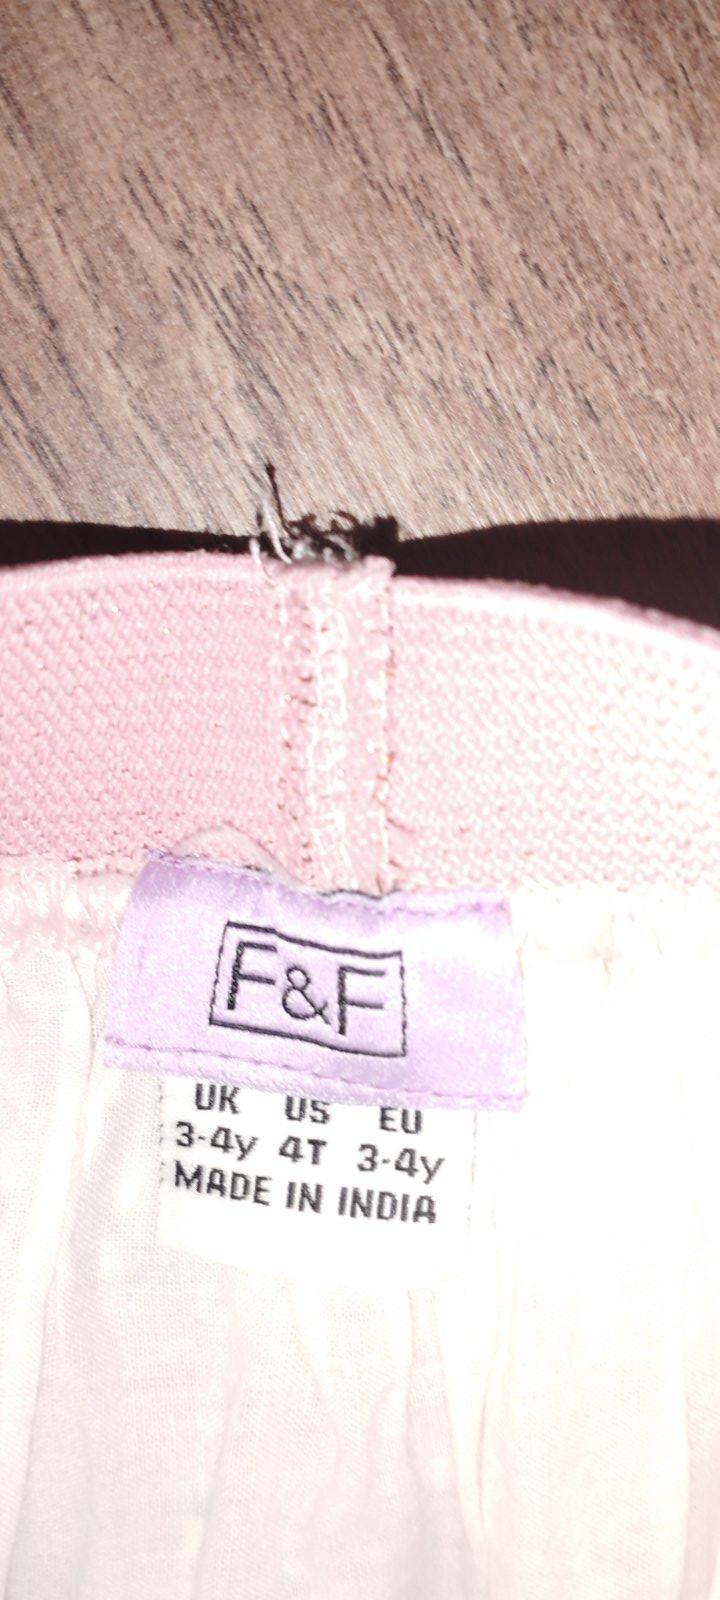 F&F
UK US EU
3-4y 4T 3-4y
MADE IN INDIA